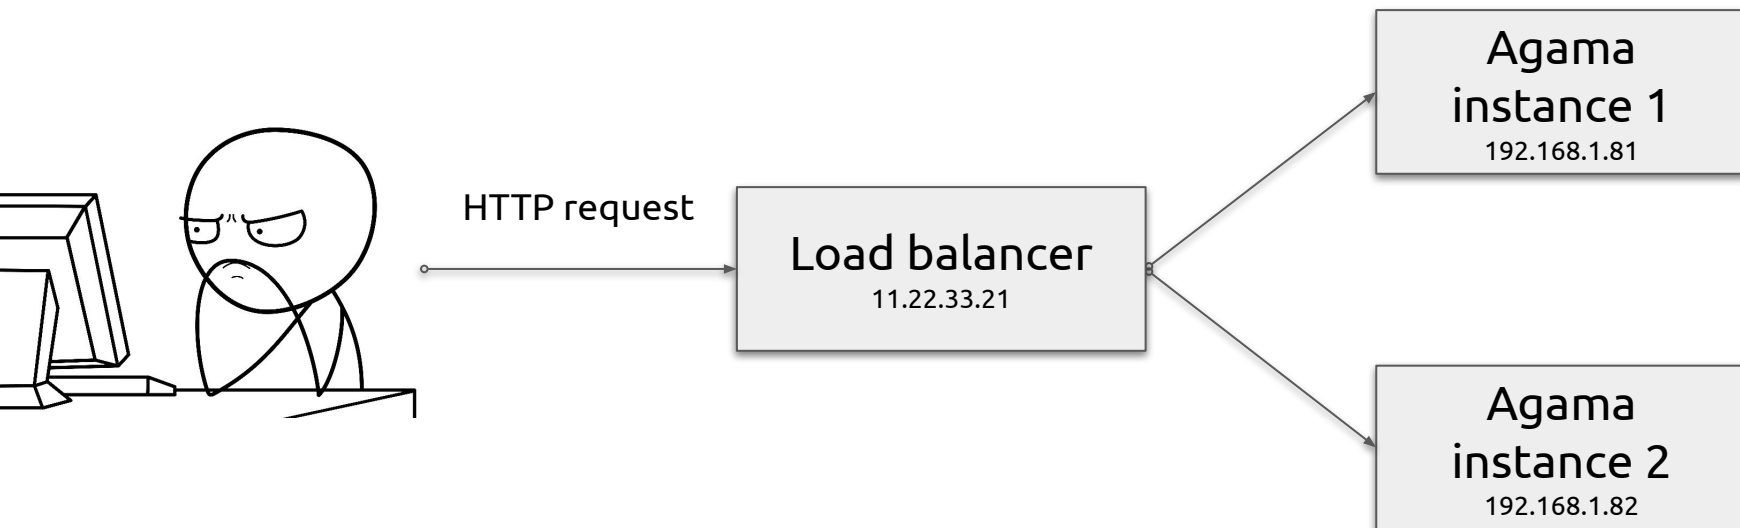 HTTP request
Load balancer
11.22.33.21
Agama
instance 1
192.168.1.81
Agama
instance 2
192.168.1.82